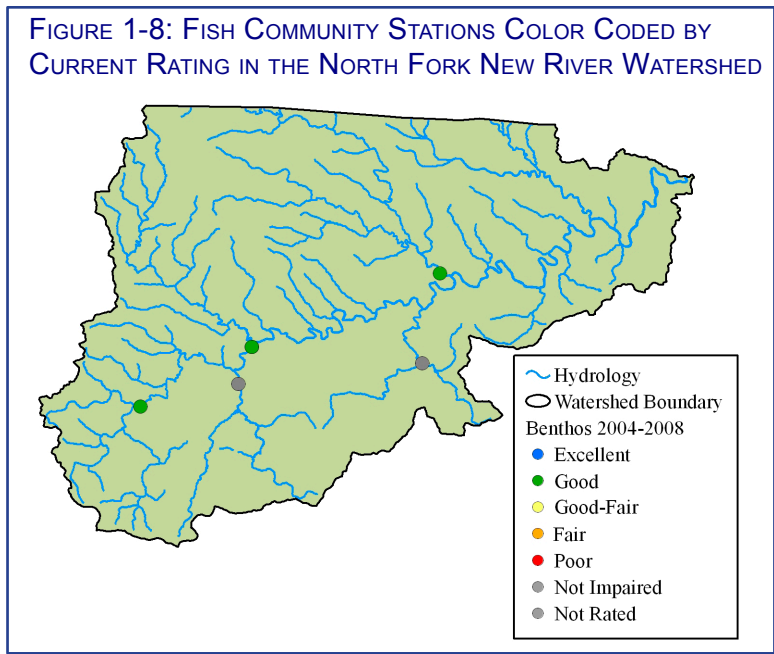 FIGURE 1-8: FISH COMMUNITY STATIONS COLOR CODED BY
CURRENT RATING IN THE NORTH FORK NEW RIVER WATERSHED
Hydrology
Watershed Boundary
Benthos 2004-2008
Excellent
Good
Good-Fair
Fair
Poor
Not Impaired
Not Rated